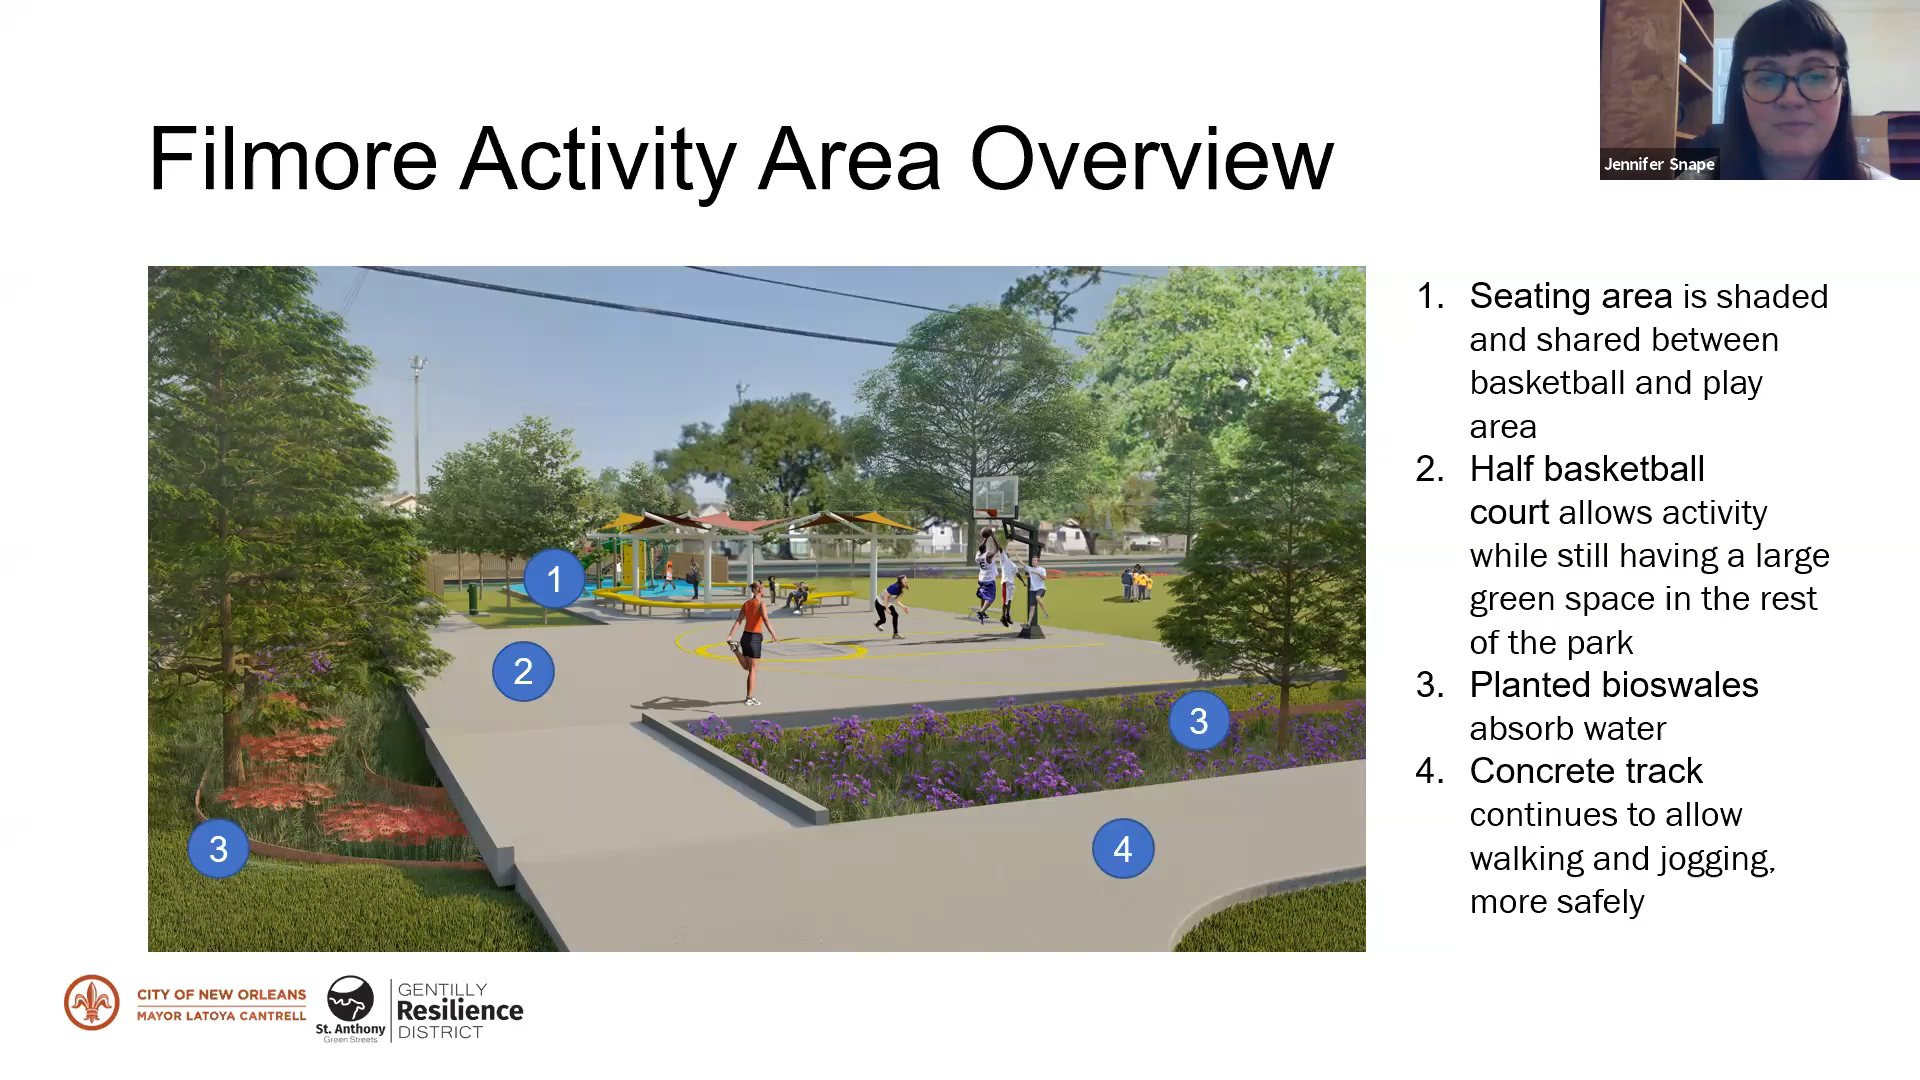 Jennifer Snape
Filmore Activity Area Overview
1
2
3
3
4
1. Seating area is shaded
and shared between
basketball and play
area
2. Half basketball
court allows activity
while still having a large
green space in the rest
of the park
3. Planted bioswales
absorb water
4. Concrete track
continues to allow
walking and jogging,
more safely
CITY OF NEW ORLEANS
MAYOR LATOYA CANTRELL
St. Anthony
Green Streets
GENTILLY
Resilience
DISTRICT